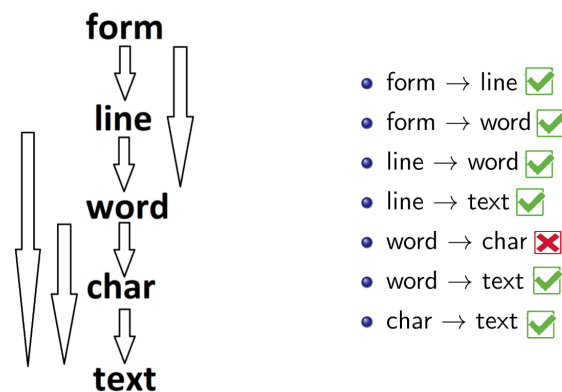 form
line
word
char
text
form → line
form → word
line → word
line → text
word → char
word → text
char → text